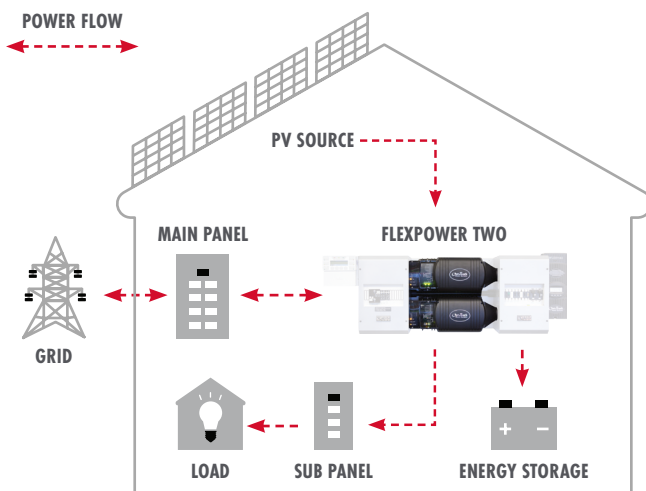 POWER FLOW
PV SOURCE
MAIN PANEL
FLEXPOWER TWO
GRID
LOAD
SUB PANEL
ENERGY STORAGE
+ −